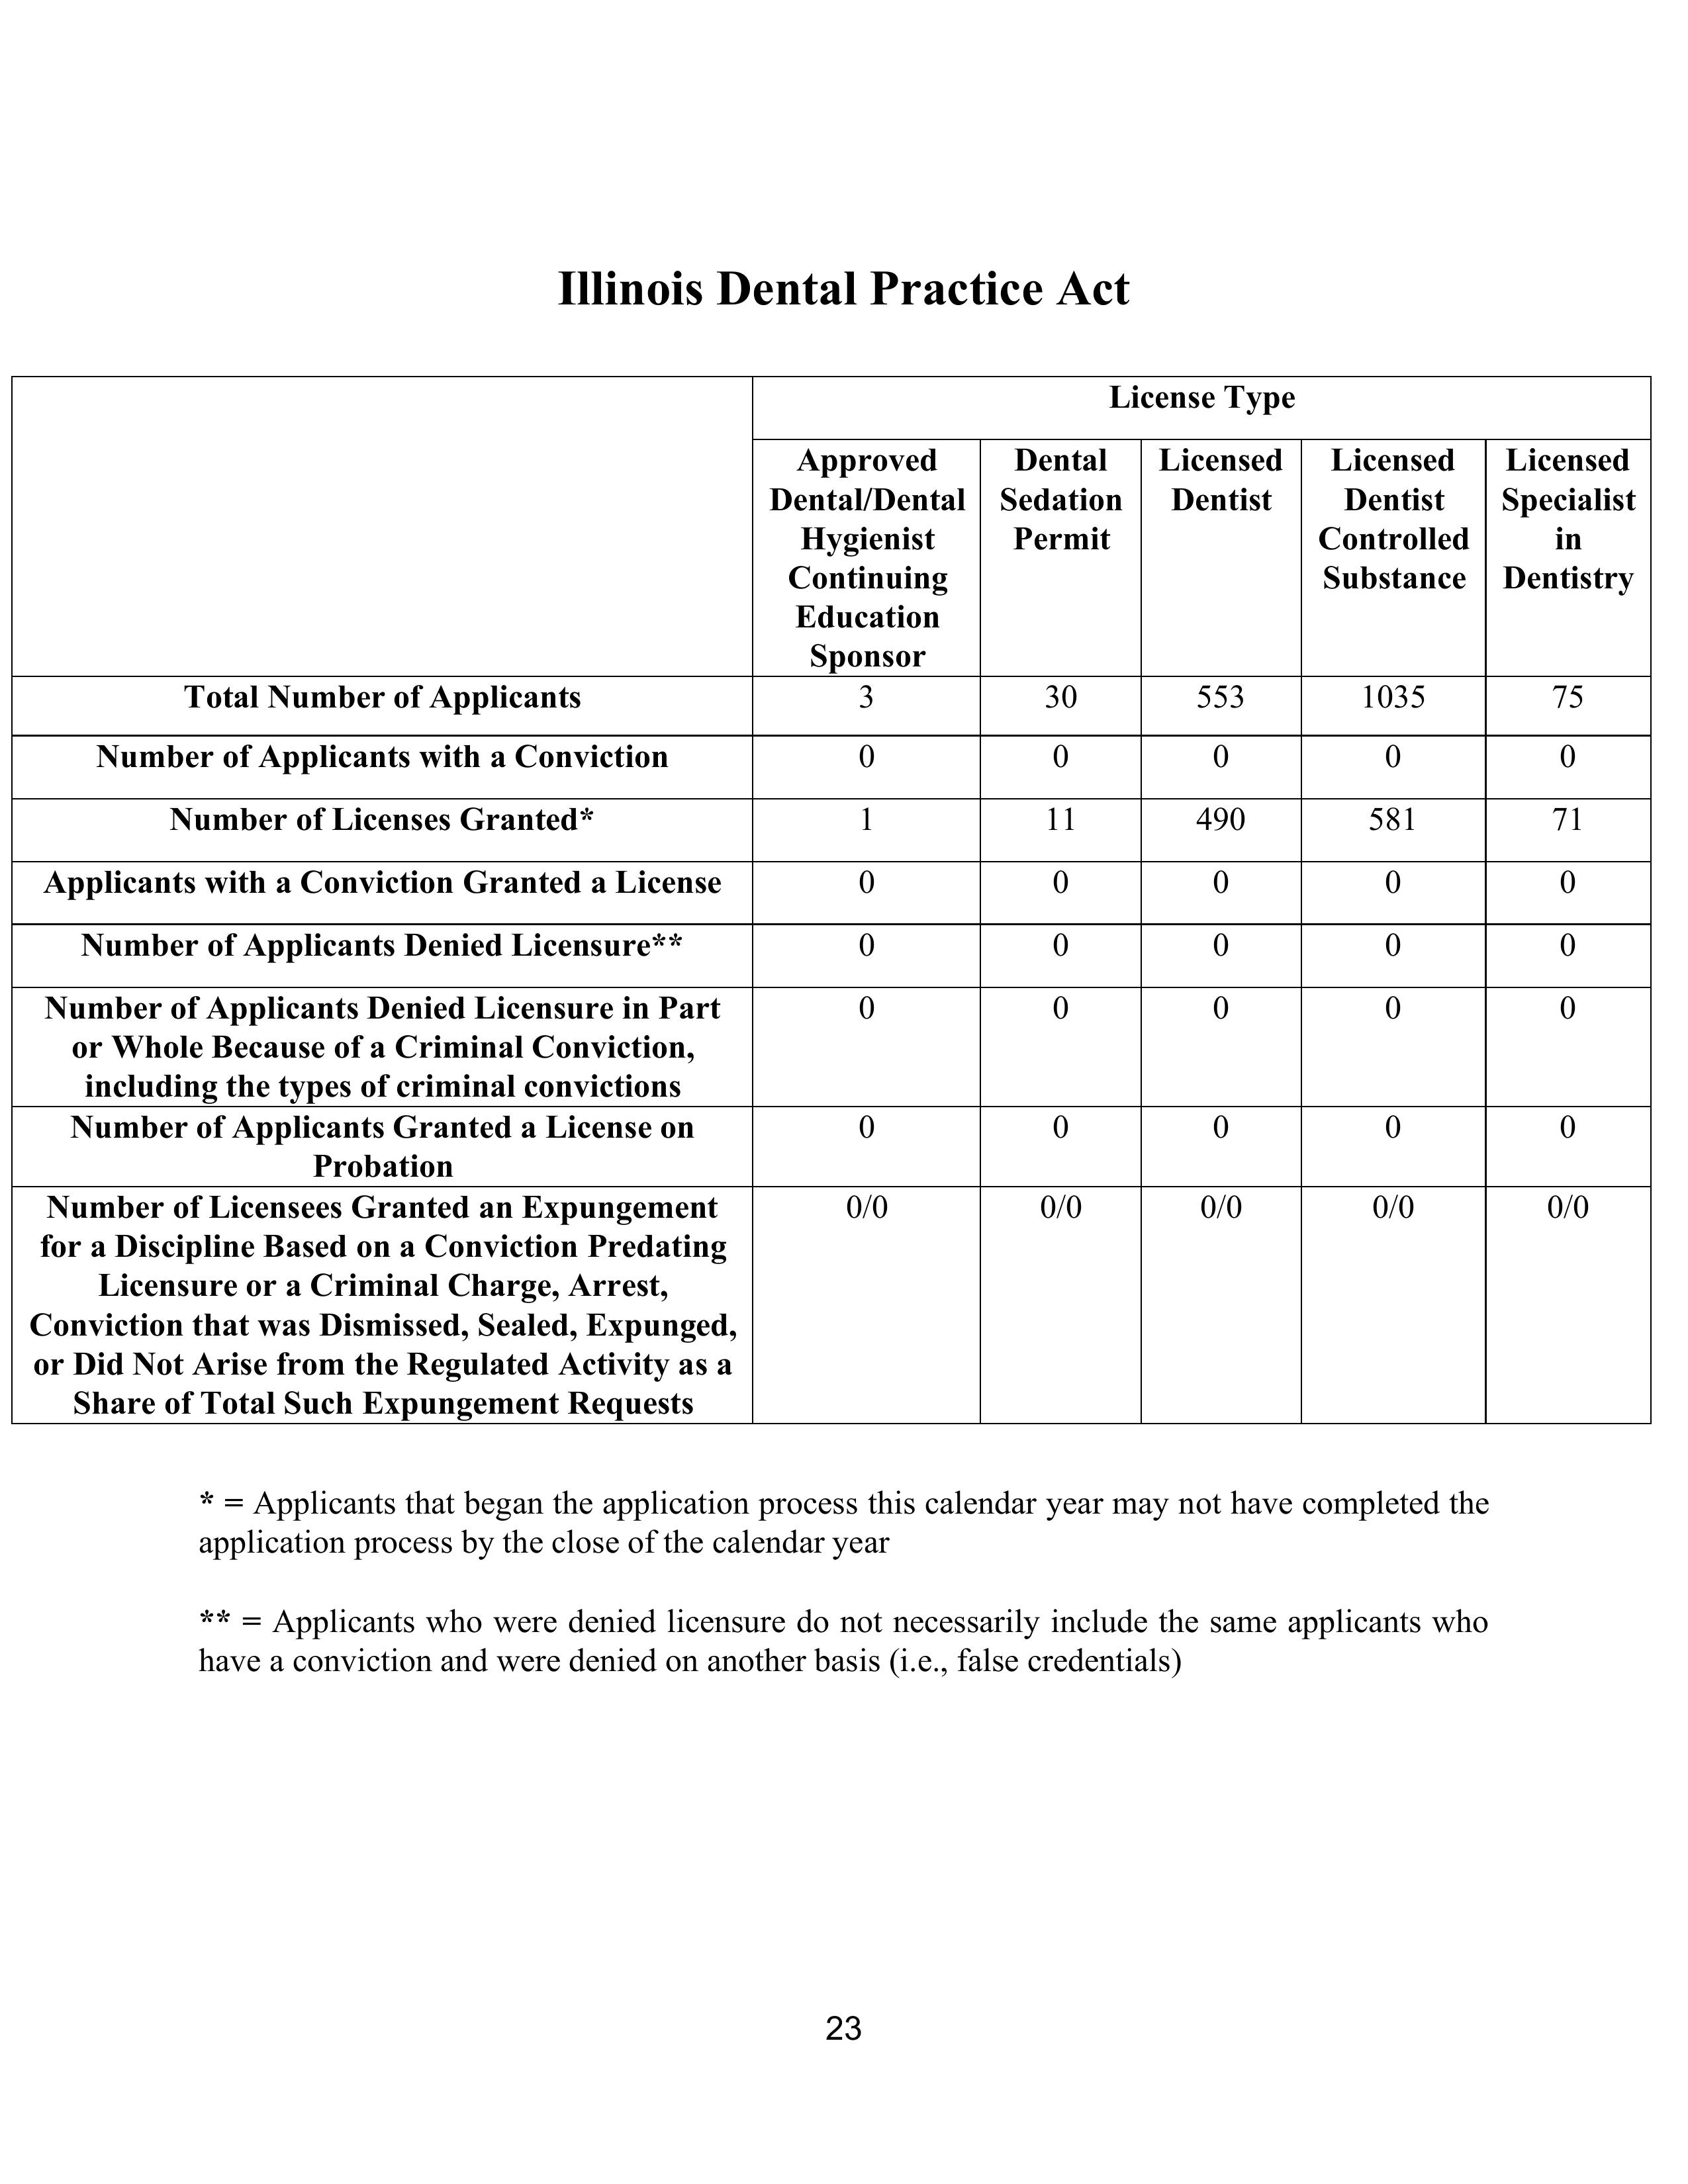 Illinois Dental Practice Act
License Type
Approved Dental/Dental Hygienist Continuing Education Sponsor
Dental Sedation Permit
Licensed Dentist
Licensed Dentist Controlled Substance
Licensed Specialist in Dentistry
Total Number of Applicants 3 30 553 1035 75
Number of Applicants with a Conviction 0 0 0 0 0
Number of Licenses Granted* 1 11 490 581 71
Applicants with a Conviction Granted a License 0 0 0 0 0
Number of Applicants Denied Licensure** 0 0 0 0 0
Number of Applicants Denied Licensure in Part 0 0 0 0 0
or Whole Because of a Criminal Conviction,
including the types of criminal convictions
Number of Applicants Granted a License on 0 0 0 0 0
Probation
Number of Licensees Granted an Expungement 0/0 0/0 0/0 0/0 0/0
for a Discipline Based on a Conviction Predating
Licensure or a Criminal Charge, Arrest,
Conviction that was Dismissed, Sealed, Expunged,
or Did Not Arise from the Regulated Activity as a
Share of Total Such Expungement Requests
* = Applicants that began the application process this calendar year may not have completed the
application process by the close of the calendar year
** = Applicants who were denied licensure do not necessarily include the same applicants who
have a conviction and were denied on another basis (i.e., false credentials)
23